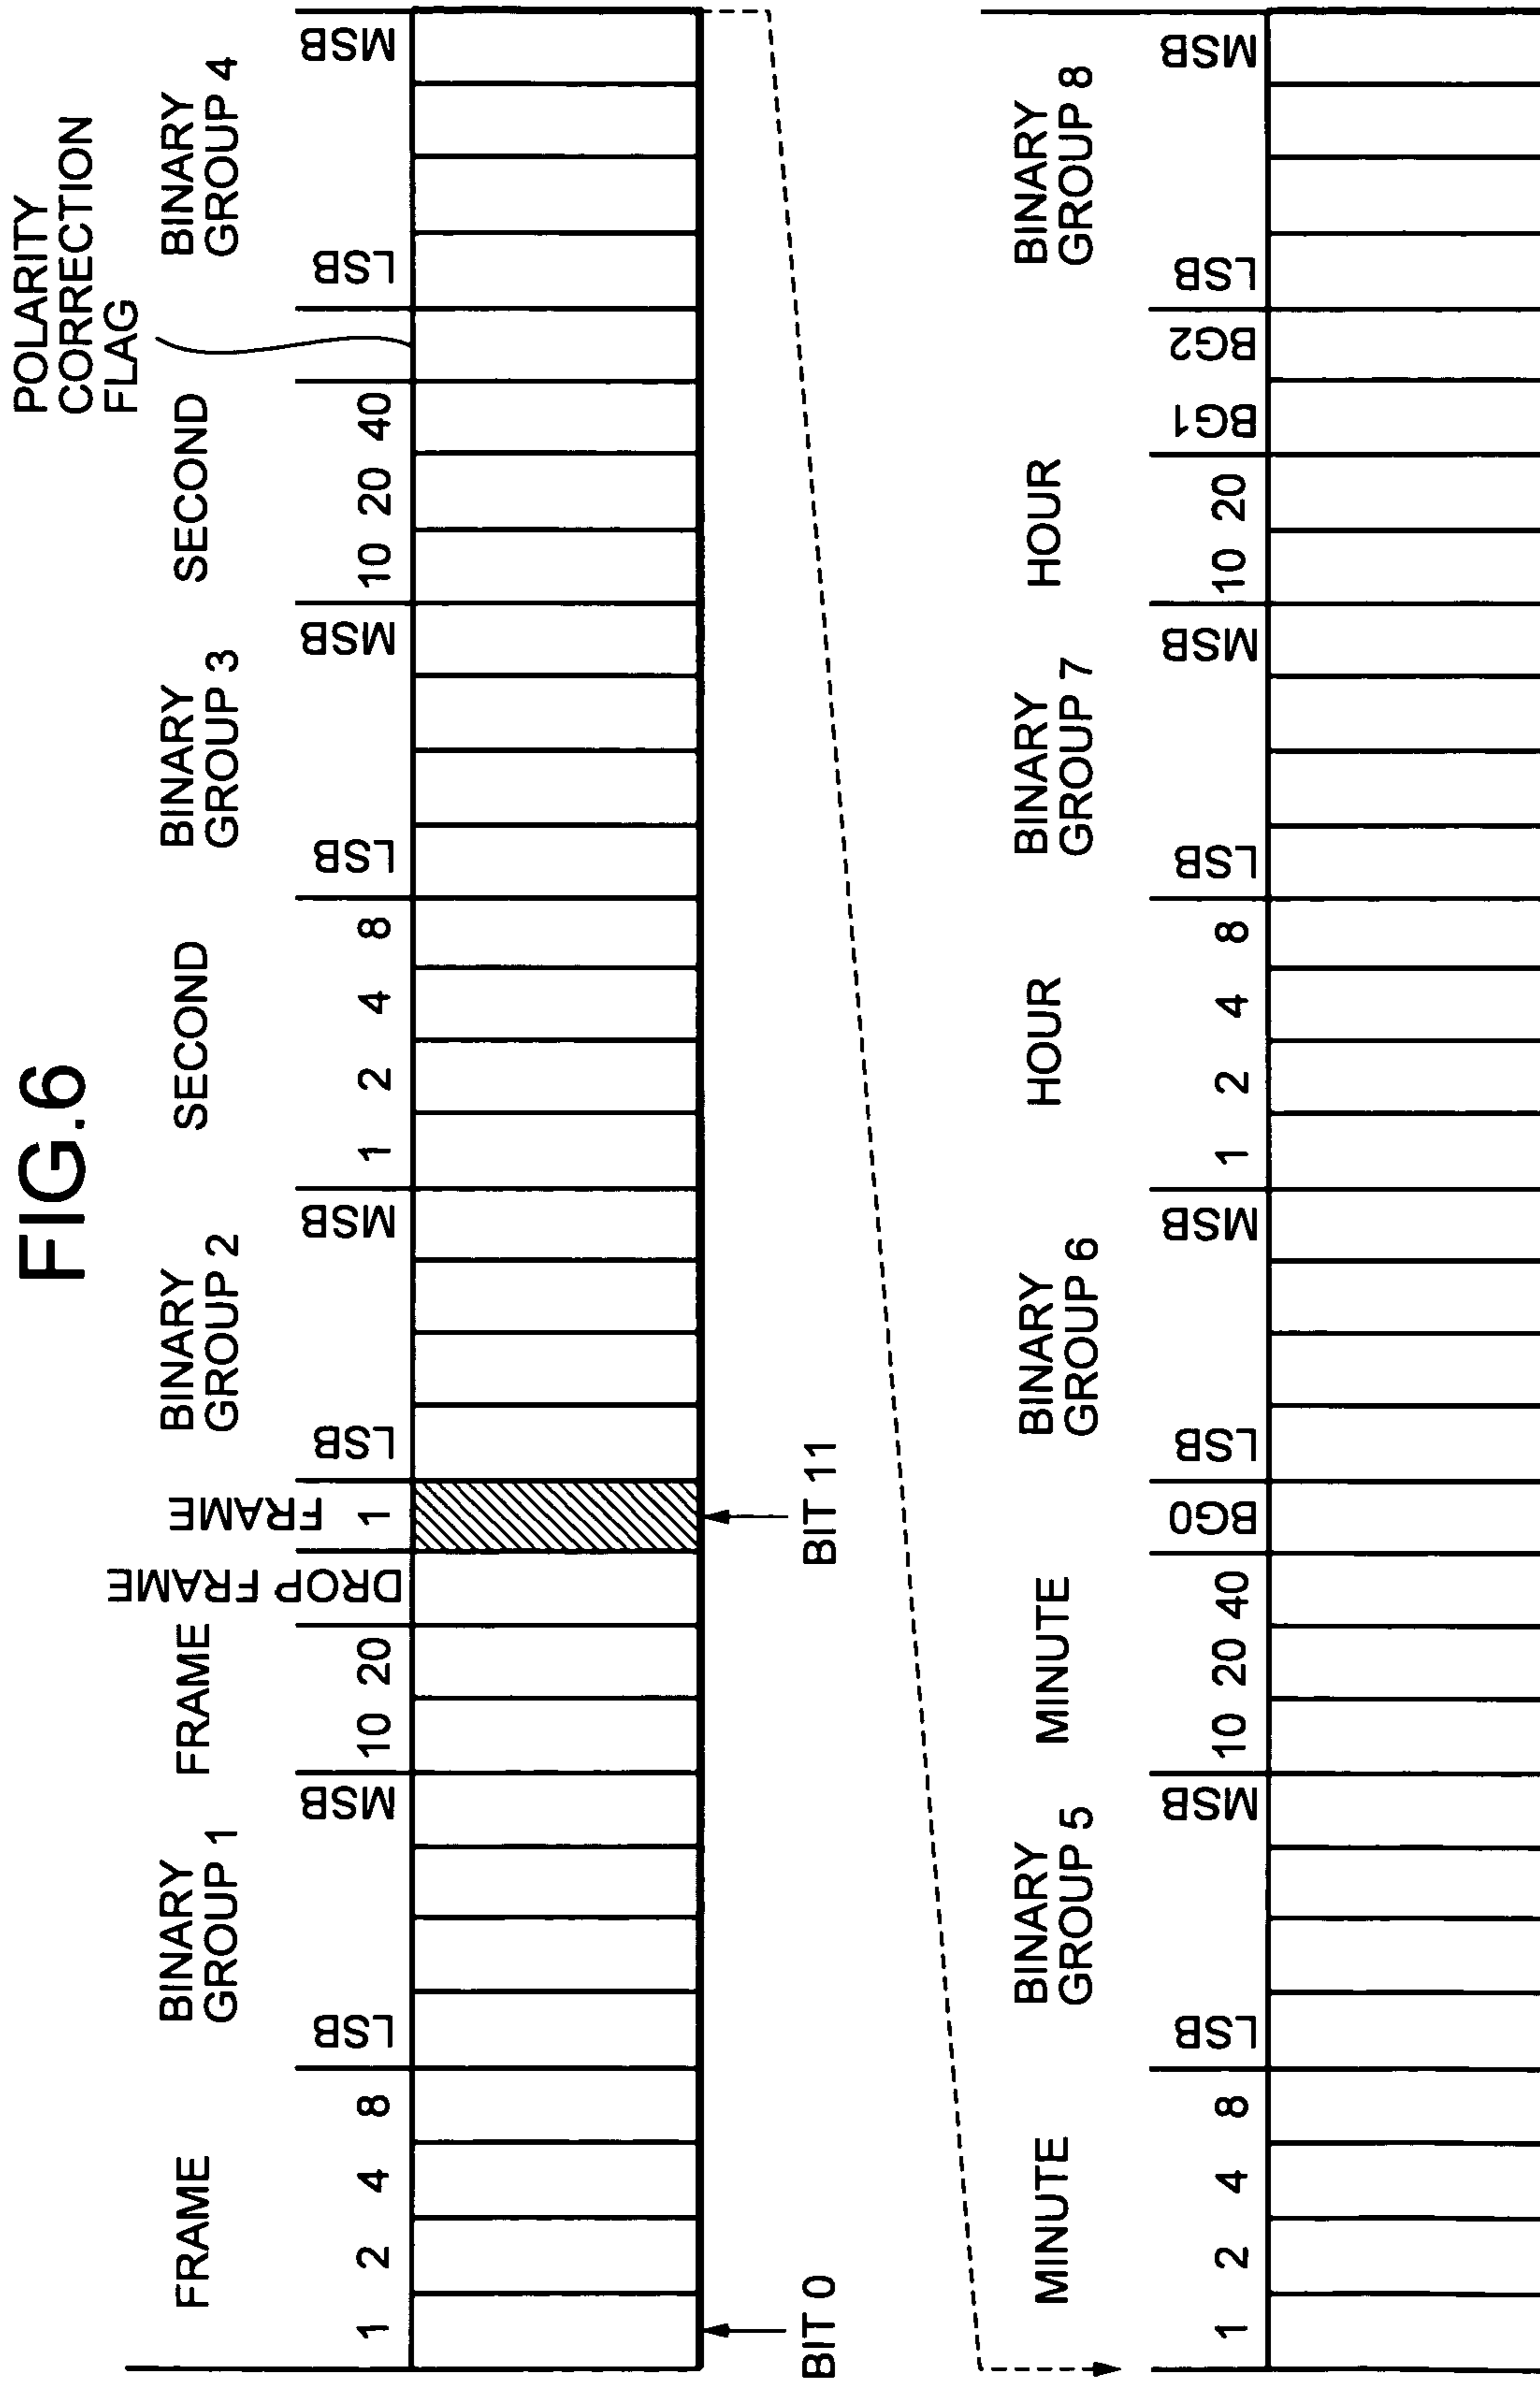 FIG.6
POLARITY
CORRECTION
FLAG
FRAME
BINARY
GROUP 1
FRAME
DROP FRAME
FRAME
BINARY
GROUP 2
SECOND
BINARY
GROUP 3
SECOND
BINARY
GROUP 4
1 2 4 8 LSB MSB 10 20 1 LSB MSB 1 2 4 8 LSB MSB 10 20 40 LSB MSB
BIT 0
BIT 11
MINUTE
BINARY
GROUP 5
MINUTE
BINARY
GROUP 6
HOUR
BINARY
GROUP 7
HOUR
BINARY
GROUP 8
1 2 4 8 LSB MSB 10 20 40 BG0 LSB MSB 1 2 4 8 LSB MSB 10 20 BG1 BG2 LSB MSB